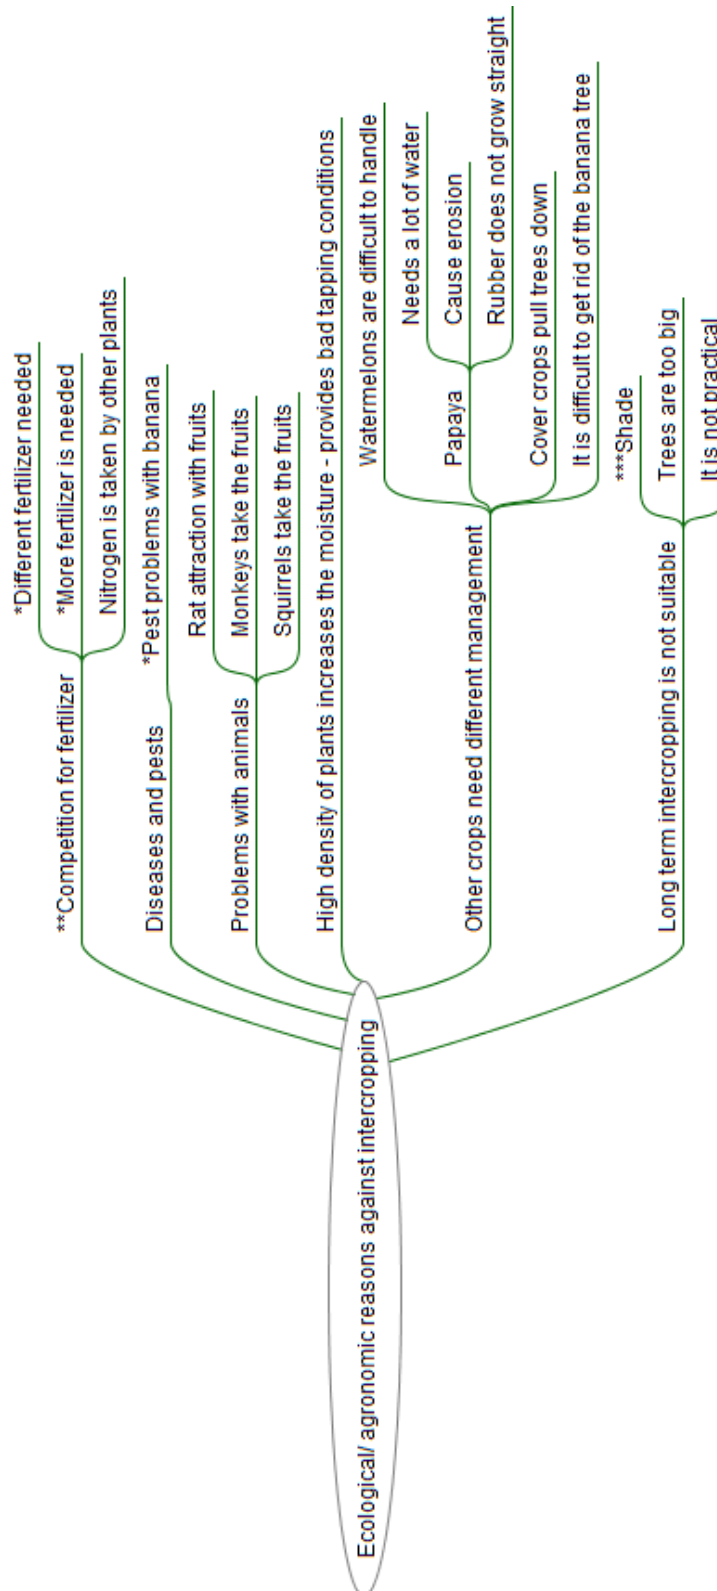 Ecological/ agronomic reasons against intercropping
**Competition for fertilizer
*Different fertilizer needed
*More fertilizer is needed
Nitrogen is taken by other plants
Diseases and pests
*Pest problems with banana
Problems with animals
Rat attraction with fruits
Monkeys take the fruits
Squirrels take the fruits
High density of plants increases the moisture - provides bad tapping conditions
Other crops need different management
Watermelons are difficult to handle
Papaya
Needs a lot of water
Cause erosion
Rubber does not grow straight
Cover crops pull trees down
It is difficult to get rid of the banana tree
Long term intercropping is not suitable
***Shade
Trees are too big
It is not practical